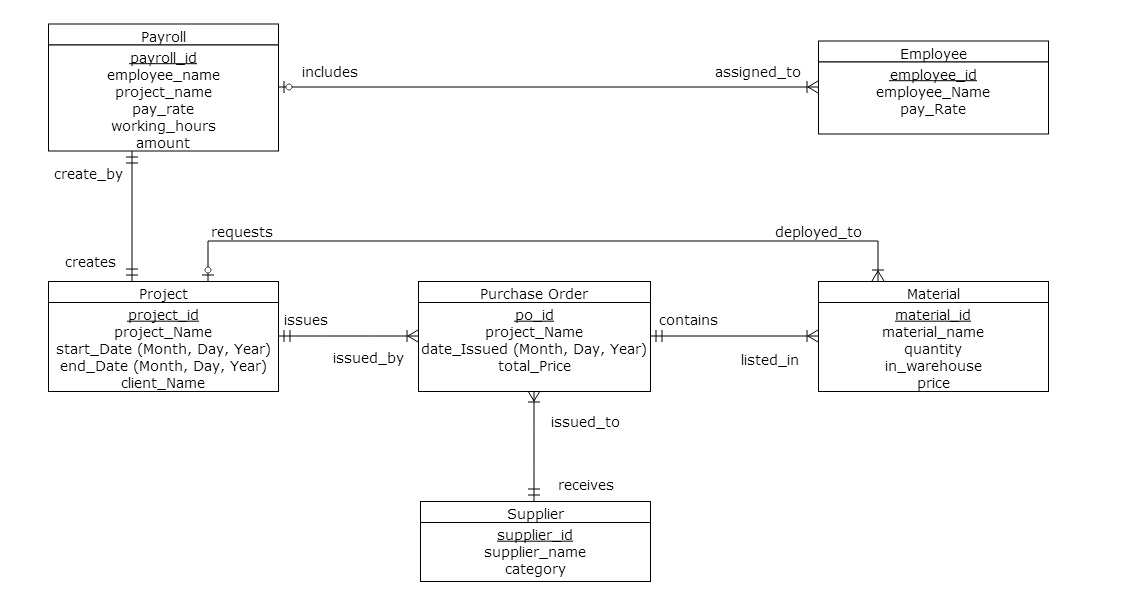 Payroll
payroll_id
employee_name
project_name
pay_rate
working_hours
amount
includes
assigned_to
Employee
employee_id
employee_Name
pay_Rate
create_by
creates
requests
deployed_to
Project
project_id
project_Name
start_Date (Month, Day, Year)
end_Date (Month, Day, Year)
client_Name
issues
issued_by
Purchase Order
po_id
project_Name
date_Issued (Month, Day, Year)
total_Price
contains
listed_in
Material
material_id
material_name
quantity
in_warehouse
price
issued_to
receives
Supplier
supplier_id
supplier_name
category